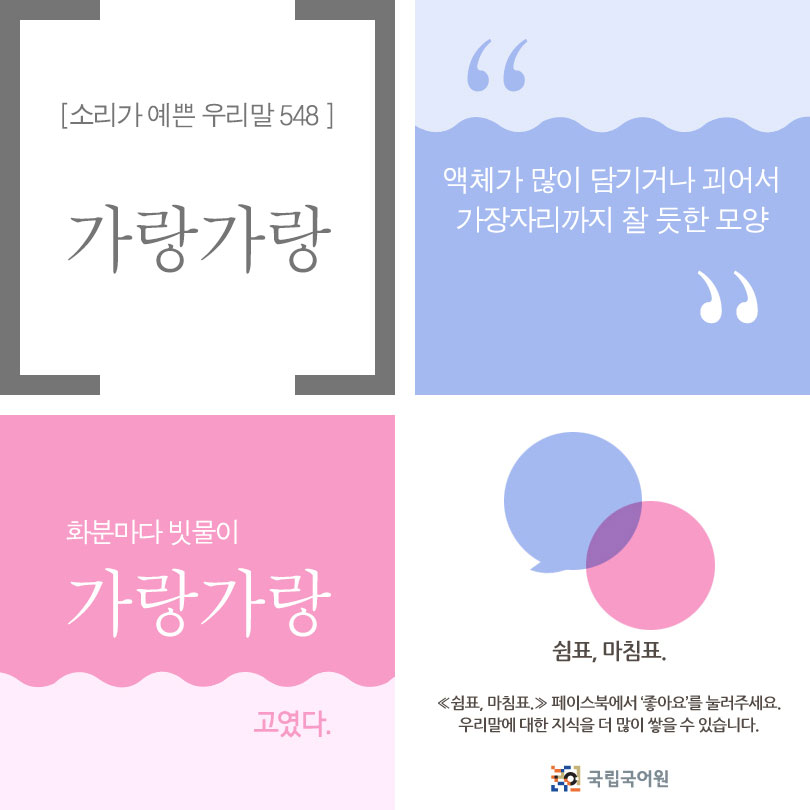 [소리가 예쁜 우리말 548 ]
가랑가랑
“
액체가 많이 담기거나 괴어서
가장자리까지 찰 듯한 모양
”
화분마다 빗물이
가랑가랑
고였다.
쉼표, 마침표.
≪쉼표, 마침표.≫ 페이스북에서 ‘좋아요’를 눌러주세요.
우리말에 대한 지식을 더 많이 쌓을 수 있습니다.
국립국어원